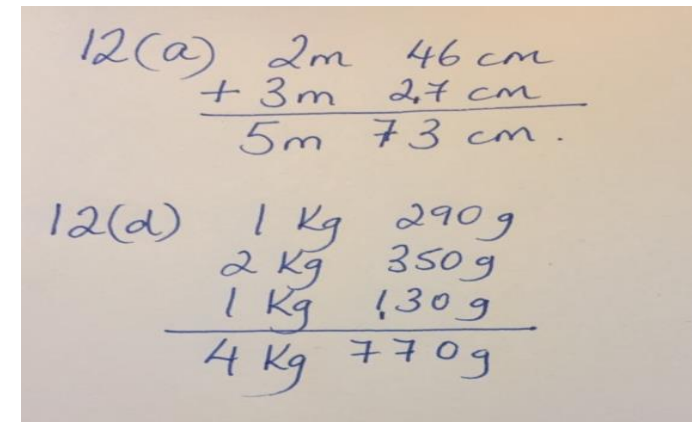 12(a) 2m 46 cm
+ 3m 27 cm
5m 73 cm.
12(d) 1 Kg 290g
2 Kg 350g
1 Kg 130g
4 Kg 770g